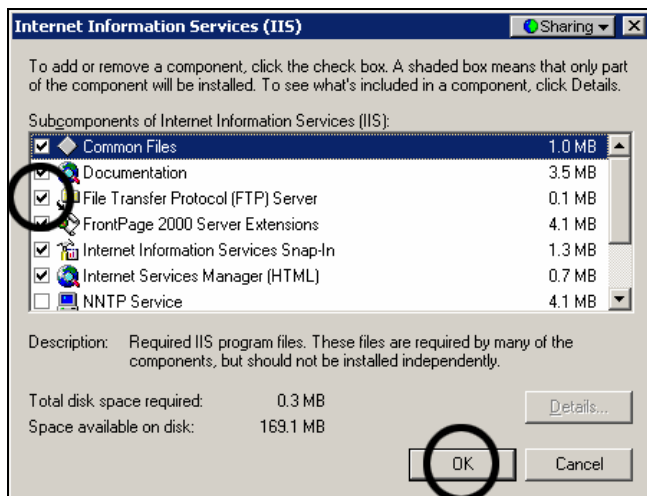 Internet Information Services (IIS) Sharing
To add or remove a component, click the check box. A shaded box means that only part
of the component will be installed. To see what's included in a component, click Details.
Subcomponents of Internet Information Services (IIS):
Common Files 1.0 MB
Documentation 3.5 MB
File Transfer Protocol (FTP) Server 0.1 MB
FrontPage 2000 Server Extensions 4.1 MB
Internet Information Services Snap-In 1.3 MB
Internet Services Manager (HTML) 0.7 MB
NNTP Service 4.1 MB
Description: Required IIS program files. These files are required by many of the
components, but should not be installed independently.
Total disk space required: 0.3 MB Details...
Space available on disk: 169.1 MB
OK Cancel